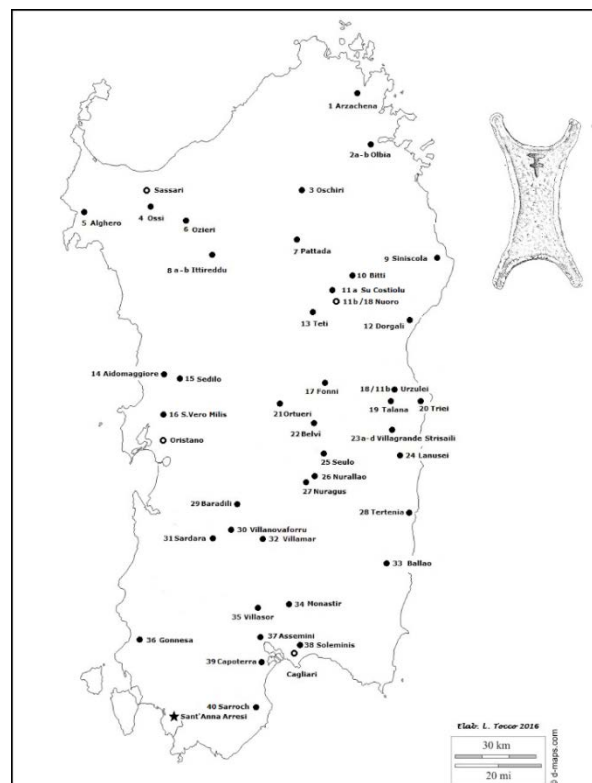 1 Arzachena
2a-b Olbia
Sassari
3 Oschiri
4 Ossi
5 Alghero
6 Ozieri
7 Pattada
8 a-b Ittireddu
9 Siniscola
10 Bitti
11a Su Costiolu
11b/18 Nuoro
13 Teti
12 Dorgali
14 Aidomaggiore
15 Sedilo
17 Fonni
18/11b Urzulei
19 Talana
20 Triei
16 S.Vero Milis
21 Ortueri
22 Belvì
23a-d Villagrande Strisaili
Oristano
25 Seulo
24 Lanusei
26 Nurallao
27 Nuragus
29 Baradili
28 Tertenia
30 Villanovaforru
31 Sardara
32 Villamar
33 Ballao
34 Monastir
35 Villasor
36 Gonnesa
37 Assemini
38 Soleminis
39 Capoterra
Cagliari
40 Sarroch
Sant'Anna Arresi
Elab. L. Tocco 2016
30 km
20 mi
© d-maps.com